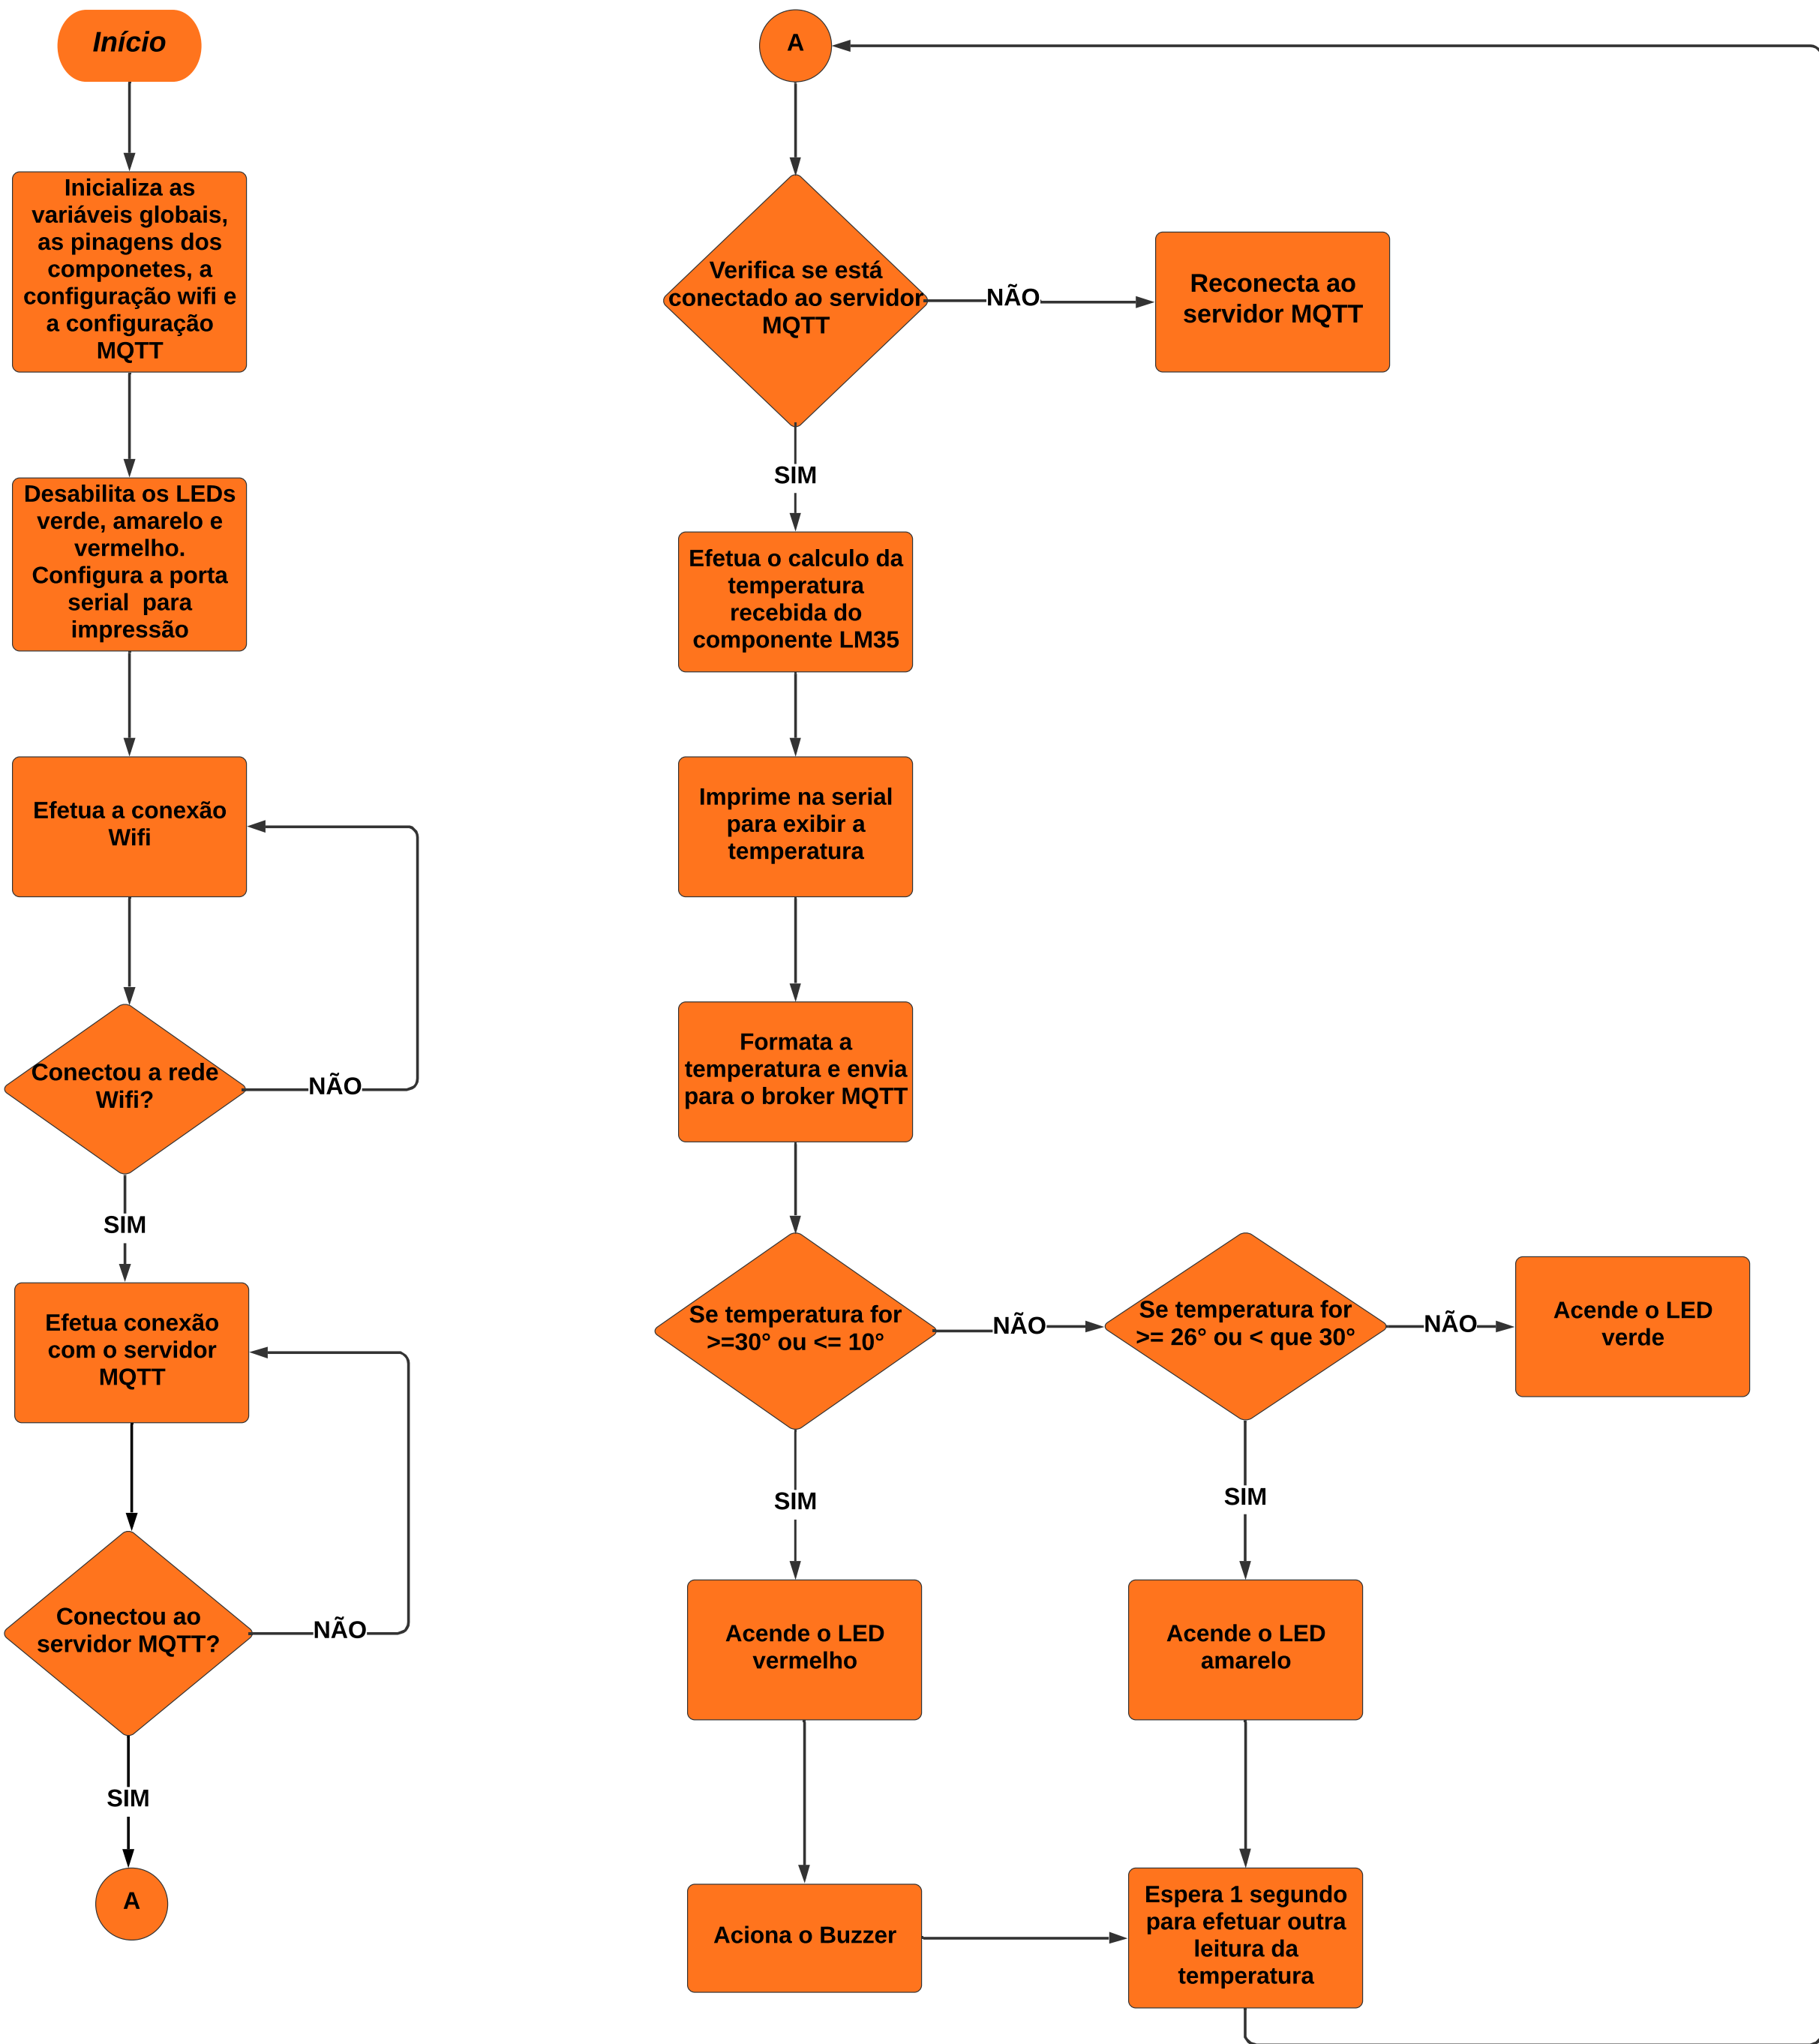 Início
Inicializa as
variáveis globais,
as pinagens dos
componetes, a
configuração wifi e
a configuração
MQTT
Desabilita os LEDs
verde, amarelo e
vermelho.
Configura a porta
serial  para
impressão
Efetua a conexão
Wifi
Conectou a rede
Wifi?
NÃO
SIM
Efetua conexão
com o servidor
MQTT
Conectou ao
servidor MQTT?
NÃO
SIM
A
A
Verifica se está
conectado ao servidor
MQTT
NÃO
Reconecta ao
servidor MQTT
SIM
Efetua o calculo da
temperatura
recebida do
componente LM35
Imprime na serial
para exibir a
temperatura
Formata a
temperatura e envia
para o broker MQTT
Se temperatura for
>=30° ou <= 10°
NÃO
Se temperatura for
>= 26° ou < que 30°
NÃO
Acende o LED
verde
SIM
SIM
Acende o LED
vermelho
Acende o LED
amarelo
Aciona o Buzzer
Espera 1 segundo
para efetuar outra
leitura da
temperatura